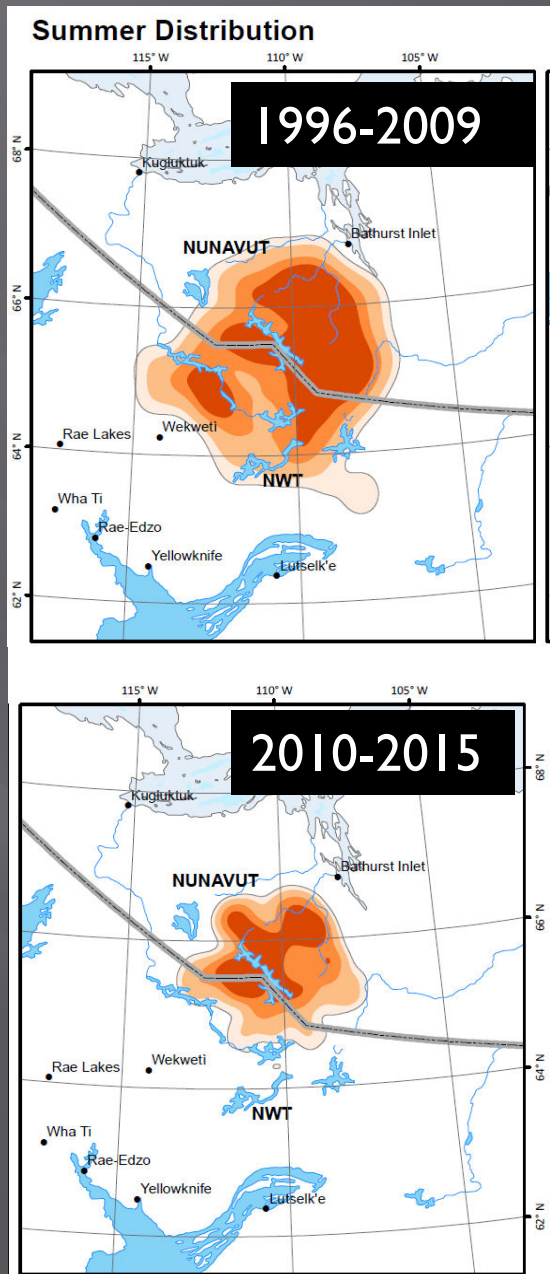 Summer Distribution
115° W 110° W 105° W
1996-2009
68° N
Kugluktuk
Bathurst Inlet
NUNAVUT
66° N
Wekweti
Rae Lakes
64° N
NWT
Wha Ti
Rae-Edzo
Yellowknife
Lutselk'e
62° N
115° W 110° W 105° W
2010-2015
68° N
Kugluktuk
Bathurst Inlet
NUNAVUT
66° N
Wekweti
Rae Lakes
64° N
NWT
Wha Ti
Rae-Edzo
Yellowknife
Lutselk'e
62° N